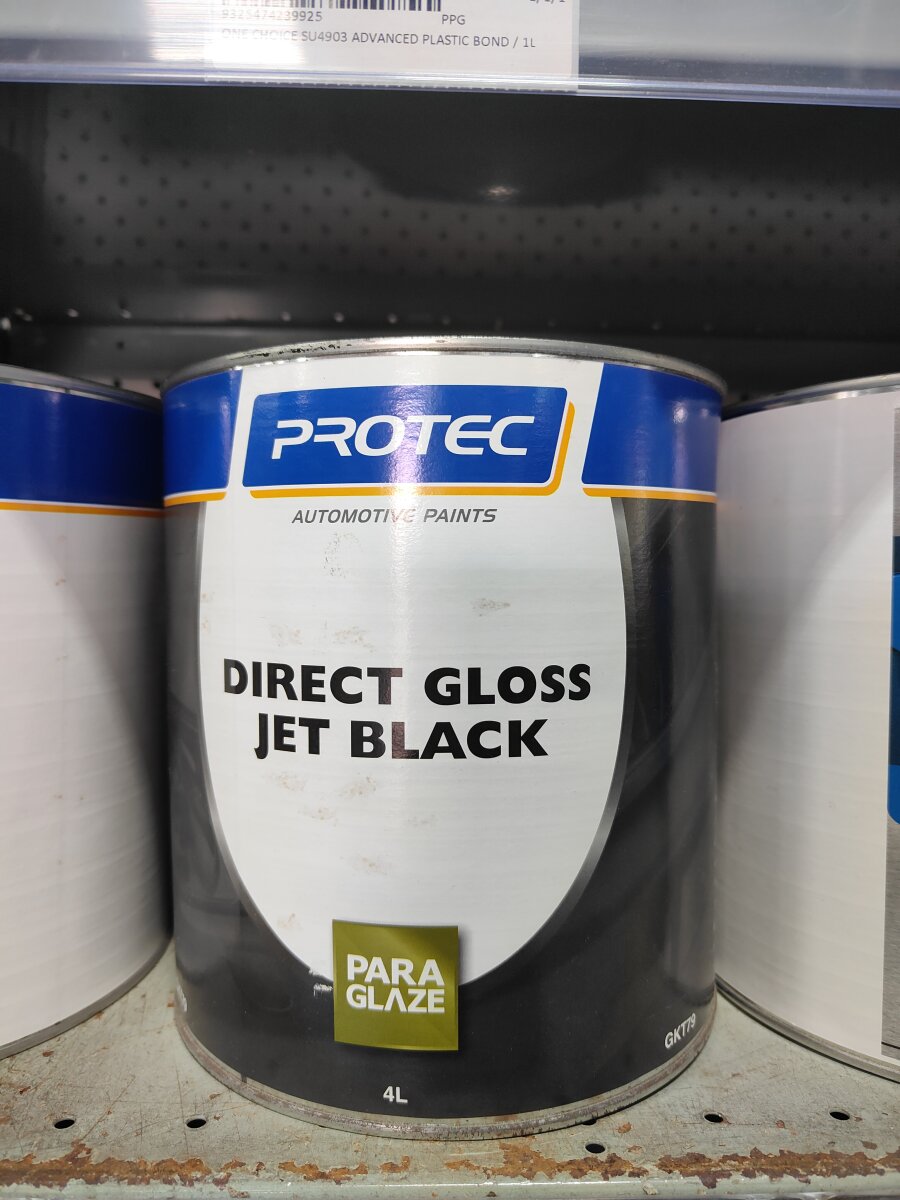 9325474239925 PPG
ONE CHOICE SU4903 ADVANCED PLASTIC BOND / 1L
PROTEC
AUTOMOTIVE PAINTS
DIRECT GLOSS
JET BLACK
PARA
GLAZE
GKT79
4L